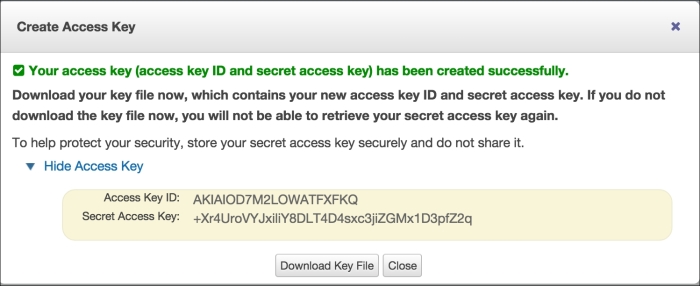 Create Access Key
Your access key (access key ID and secret access key) has been created successfully.
Download your key file now, which contains your new access key ID and secret access key. If you do not
download the key file now, you will not be able to retrieve your secret access key again.
To help protect your security, store your secret access key securely and do not share it.
Hide Access Key
Access Key ID: AKIAIOD7M2LOWATFXFKQ
Secret Access Key: +Xr4UroVYJxiliY8DLT4D4sxc3jiZGMx1D3pfZ2q
Download Key File Close